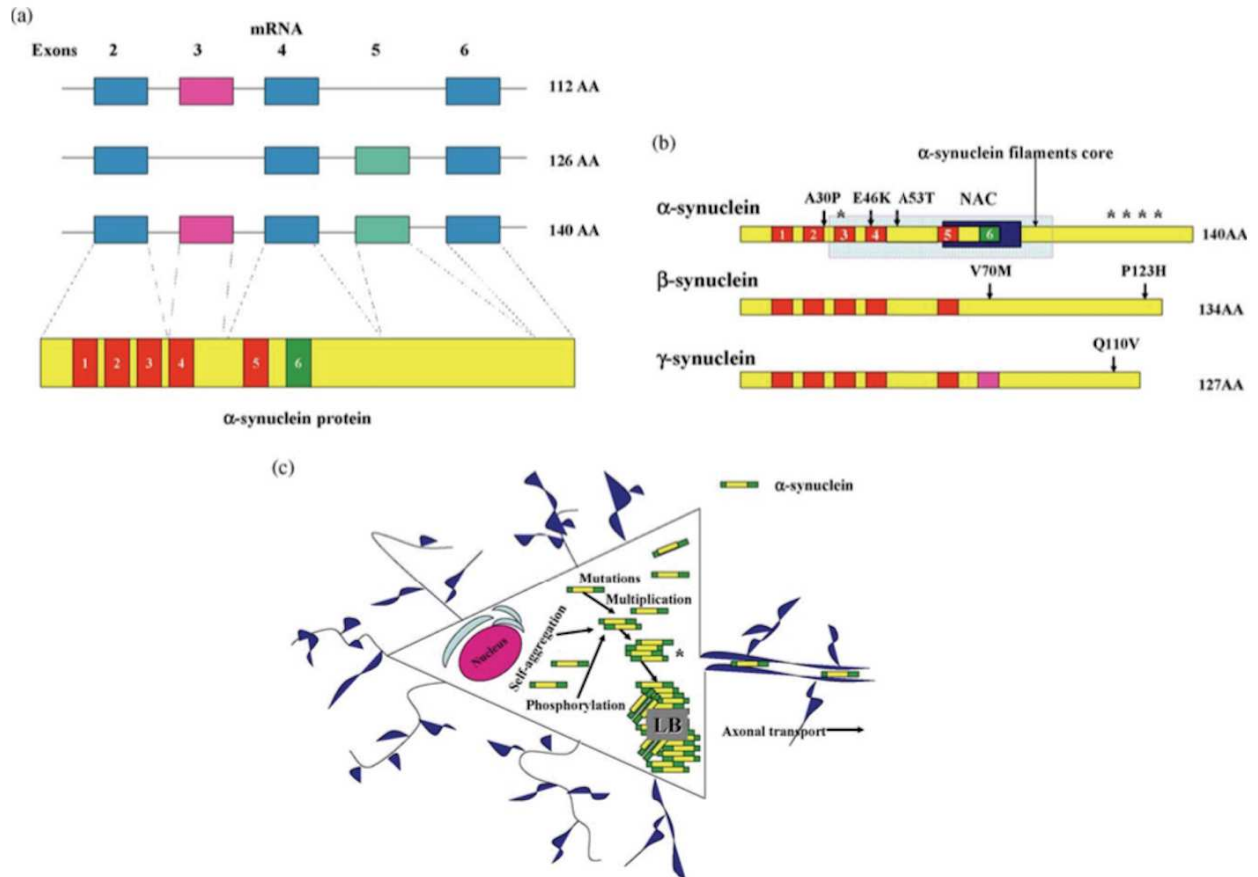 (a)
mRNA
Exons 2 3 4 5 6
112 AA
126 AA
140 AA
1 2 3 4 5 6
α-synuclein protein
(b)
α-synuclein filaments core
A30P E46K A53T NAC
* * * * *
α-synuclein
1 2 3 4 5 6
140AA
V70M P123H
β-synuclein
134AA
Q110V
γ-synuclein
127AA
(c)
α-synuclein
Mutations
Multiplication
Nucleus
Self-aggregation
*
Phosphorylation
LB
Axonal transport